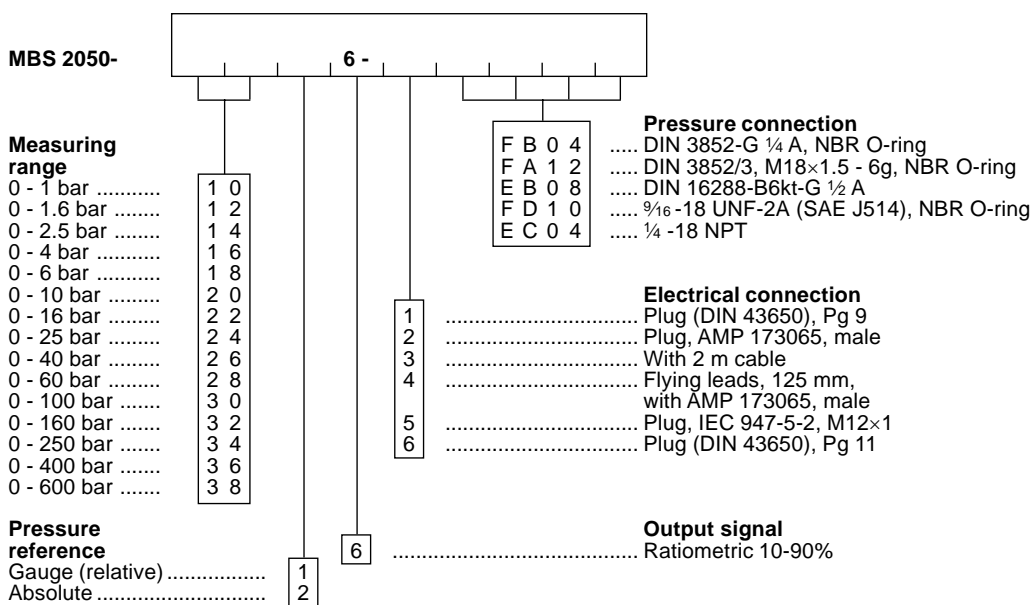 MBS 2050- 6 -
Pressure connection
F B 0 4 ..... DIN 3852-G ¼ A, NBR O-ring
F A 1 2 ..... DIN 3852/3, M18×1.5 - 6g, NBR O-ring
E B 0 8 ..... DIN 16288-B6kt-G ½ A
F D 1 0 ..... 9/16 -18 UNF-2A (SAE J514), NBR O-ring
E C 0 4 ..... ¼ -18 NPT
Measuring
range
0 - 1 bar ........... 1 0
0 - 1.6 bar ........ 1 2
0 - 2.5 bar ........ 1 4
0 - 4 bar ........... 1 6
0 - 6 bar ........... 1 8
0 - 10 bar ......... 2 0
0 - 16 bar ......... 2 2
0 - 25 bar ......... 2 4
0 - 40 bar ......... 2 6
0 - 60 bar ......... 2 8
0 - 100 bar ....... 3 0
0 - 160 bar ....... 3 2
0 - 250 bar ....... 3 4
0 - 400 bar ....... 3 6
0 - 600 bar ....... 3 8
Electrical connection
1 ................................. Plug (DIN 43650), Pg 9
2 ................................. Plug, AMP 173065, male
3 ................................. With 2 m cable
4 ................................. Flying leads, 125 mm,
with AMP 173065, male
5 ................................. Plug, IEC 947-5-2, M12×1
6 ................................. Plug (DIN 43650), Pg 11
Pressure
reference
Gauge (relative) ................. 1
Absolute ............................ 2
Output signal
6 .......................................... Ratiometric 10-90%